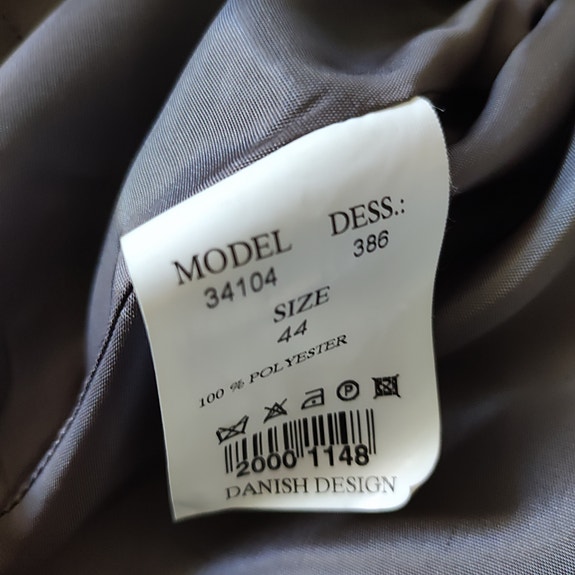 MODEL DESS.:
34104 386
SIZE
44
100 % POLYESTER
P
2000 1148
DANISH DESIGN